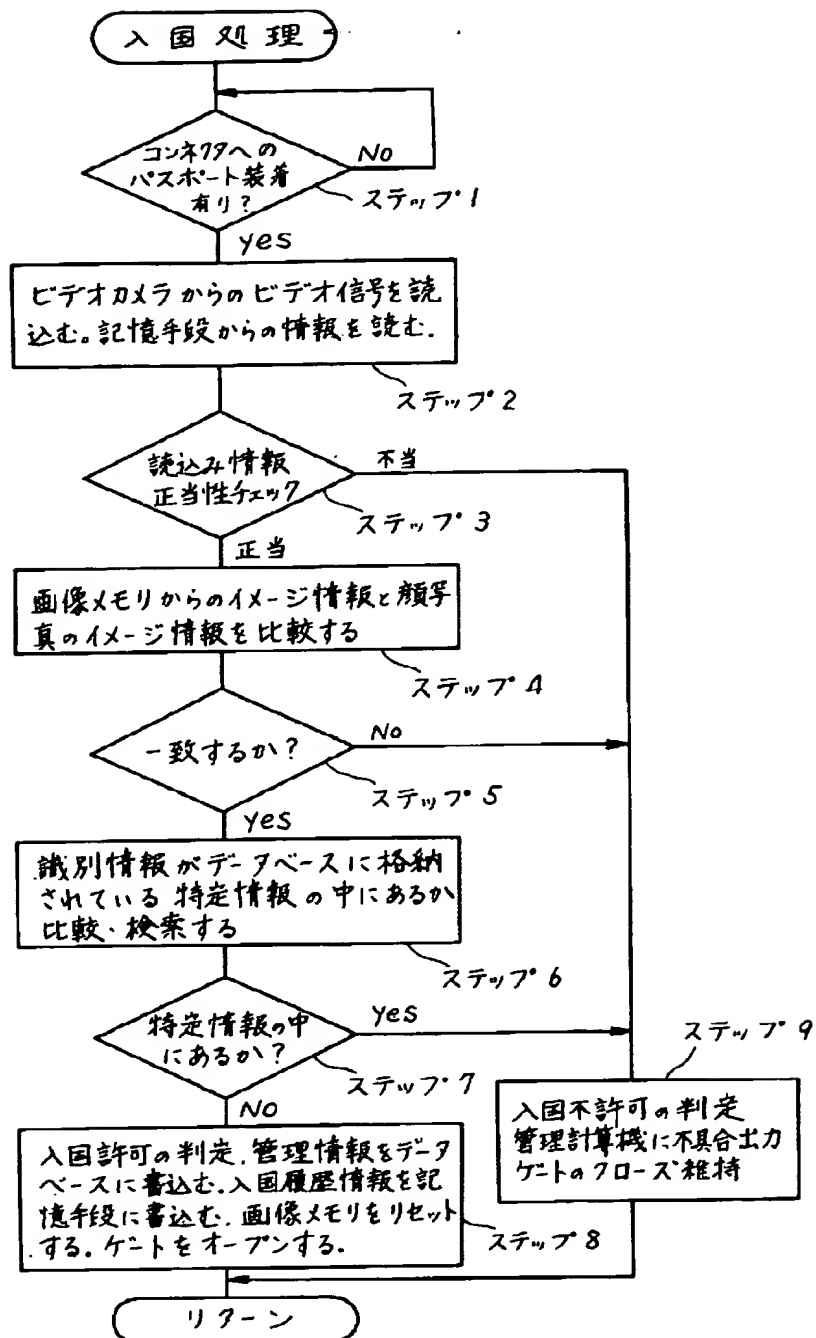 入国処理
コンネクタへの
パスポート装着
有り?
No
ステップ1
yes
ビデオカメラからのビデオ信号を読
込む。記憶手段からの情報を読む.
ステップ2
読込み情報
正当性チェック
不当
ステップ3
正当
画像メモリからのイメージ情報と顔写
真のイメージ情報を比較する
ステップ4
一致するか?
No
ステップ5
yes
識別情報がデータベースに格納
されている特定情報の中にあるか
比較・検索する
ステップ6
特定情報の中
にあるか?
yes
ステップ7
NO
ステップ9
入国不許可の判定
管理計算機に不具合出力
ゲートのクローズ維持
入国許可の判定.管理情報をデータ
ベースに書込む.入国履歴情報を記
憶手段に書込む.画像メモリをリセット
する。ゲートをオープンする.
ステップ8
リターン